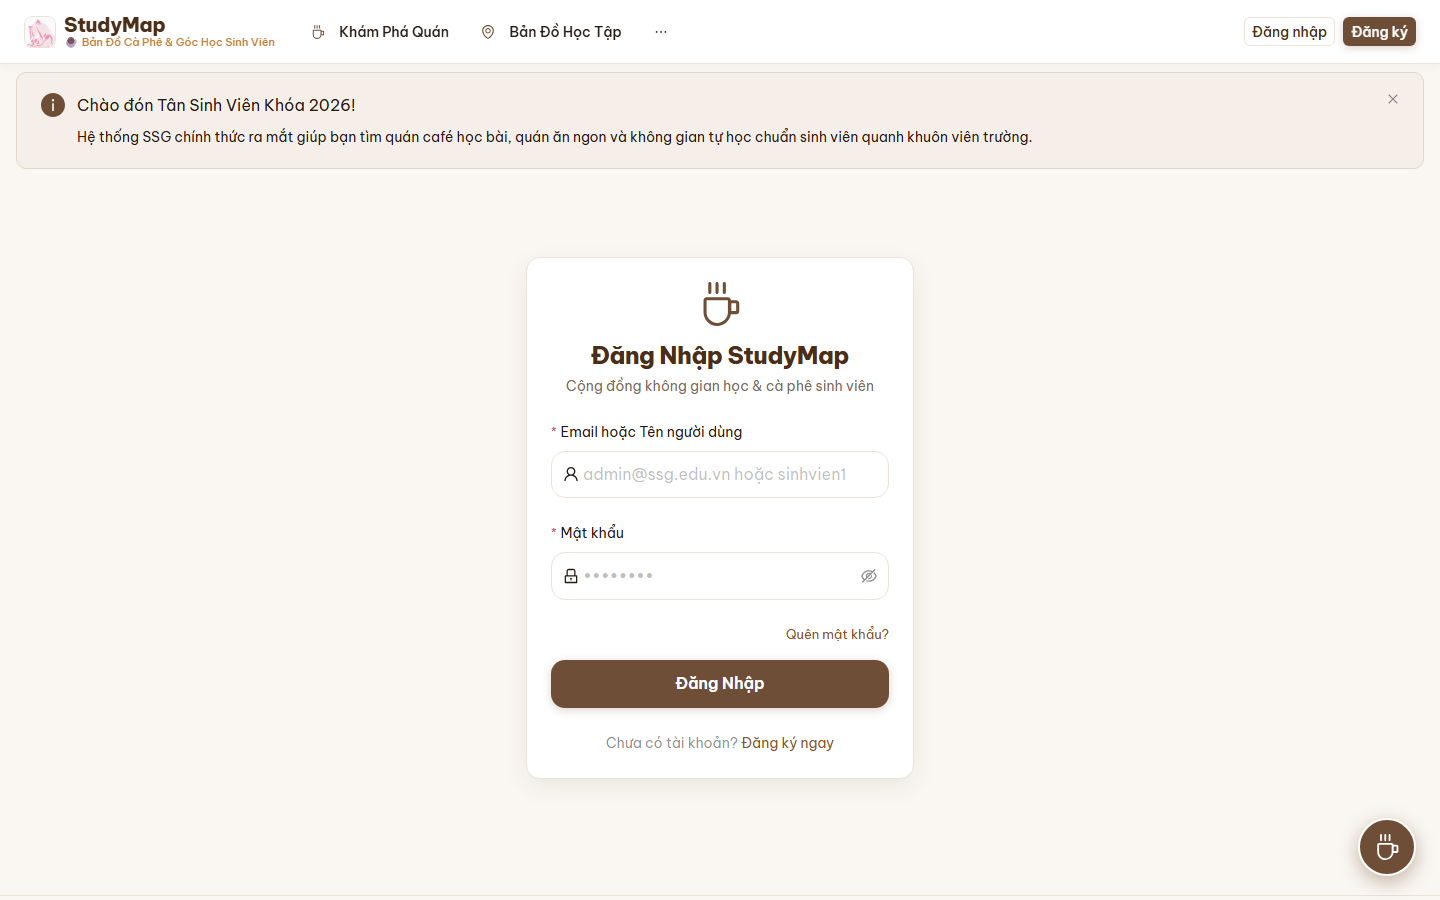 StudyMap
Bản Đồ Cà Phê & Góc Học Sinh Viên
Khám Phá Quán
Bản Đồ Học Tập
...
Đăng nhập
Đăng ký
Chào đón Tân Sinh Viên Khóa 2026!
Hệ thống SSG chính thức ra mắt giúp bạn tìm quán café học bài, quán ăn ngon và không gian tự học chuẩn sinh viên quanh khuôn viên trường.
Đăng Nhập StudyMap
Cộng đồng không gian học & cà phê sinh viên
* Email hoặc Tên người dùng
admin@ssg.edu.vn hoặc sinhvien1
* Mật khẩu
••••••••
Quên mật khẩu?
Đăng Nhập
Chưa có tài khoản? Đăng ký ngay